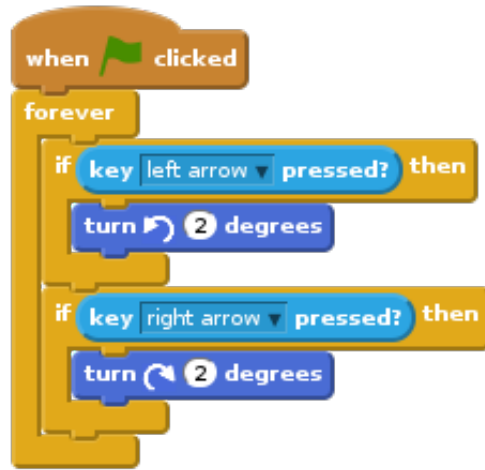 when clicked
forever
if key left arrow pressed? then
turn 2 degrees
if key right arrow pressed? then
turn 2 degrees